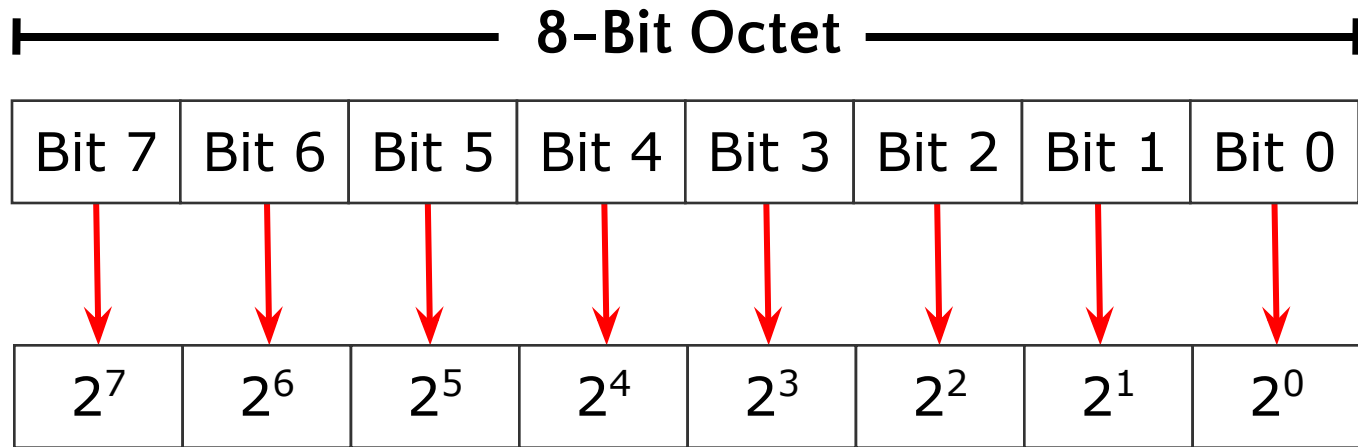 8-Bit Octet
Bit 7 Bit 6 Bit 5 Bit 4 Bit 3 Bit 2 Bit 1 Bit 0
2⁷ 2⁶ 2⁵ 2⁴ 2³ 2² 2¹ 2⁰